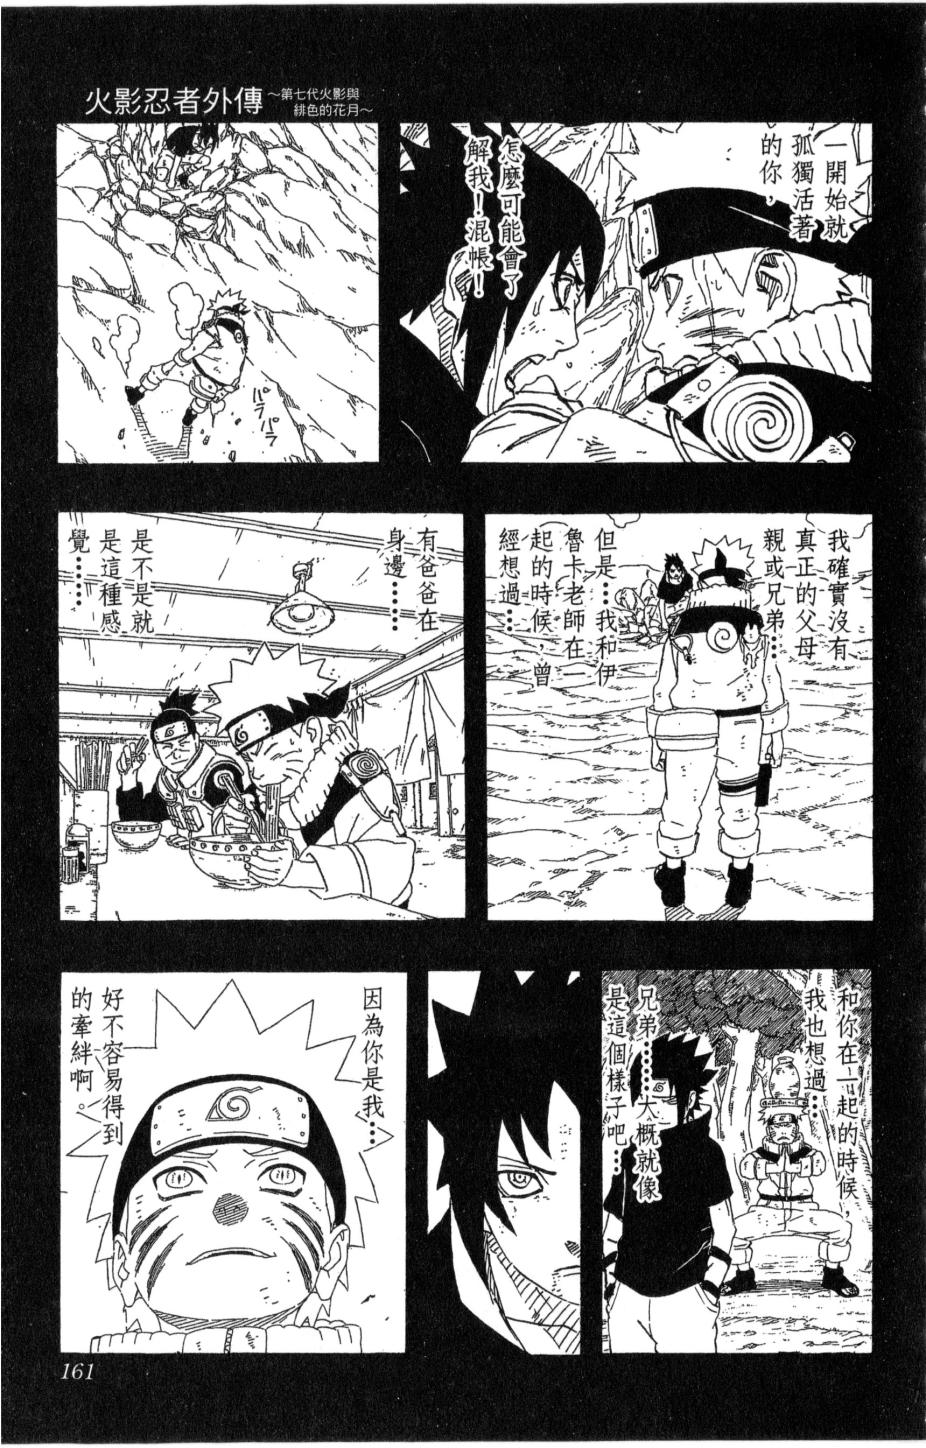 火影忍者外傳
～第七代火影與
緋色的花月～
一開始就
孤獨活著
的你，
怎麼可能會了
解我！混帳！
パラパラ
我確實沒有
真正的父母
親或兄弟…
但是…我和伊
魯卡老師在一
起的時候，曾
經想過…
有爸爸在
身邊………
是不是就
是這種感
覺………
和你在一起的時候
我也想過…
兄弟………大概就像
是這個樣子吧…
因為你是我…
好不容易得到
的牽絆啊。
161